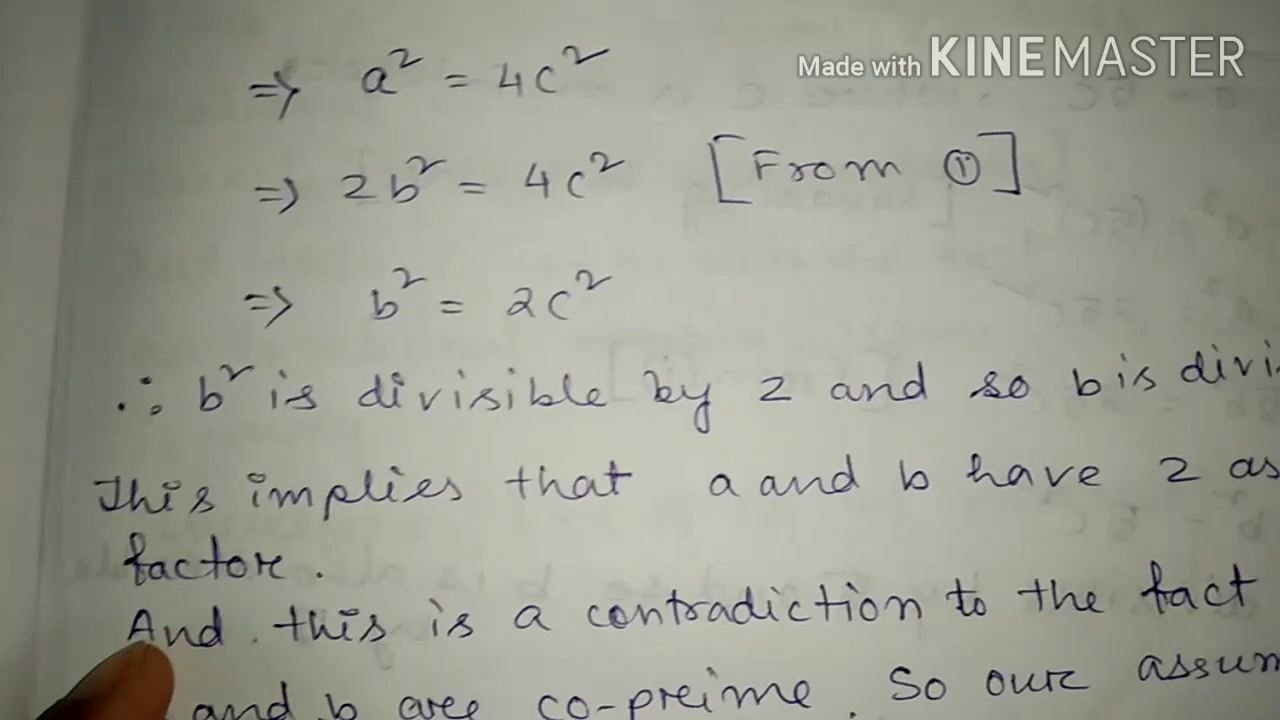 Made with KINEMASTER
=> a² = 4c²
=> 2b² = 4c² [From ①]
=> b² = 2c²
∴ b² is divisible by 2 and so b is divi
This implies that a and b have 2 as
factor.
And this is a contradiction to the fact
and b are co-prime. So our assum